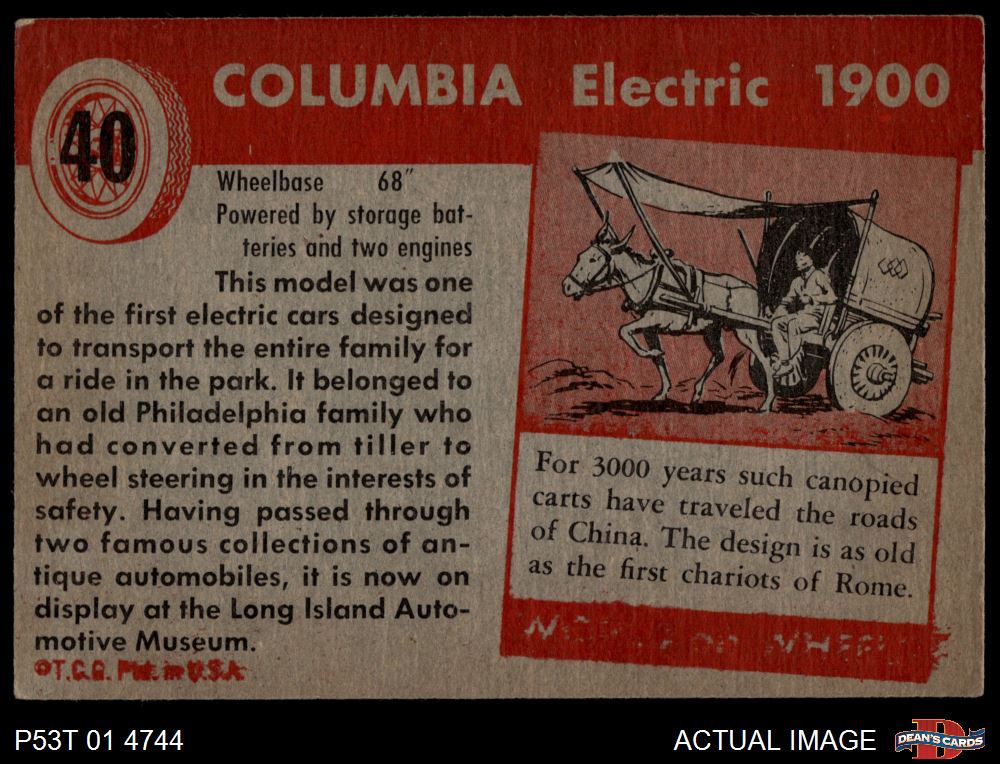 40
COLUMBIA Electric 1900
Wheelbase 68"
Powered by storage bat-
teries and two engines
This model was one
of the first electric cars designed
to transport the entire family for
a ride in the park. It belonged to
an old Philadelphia family who
had converted from tiller to
wheel steering in the interests of
safety. Having passed through
two famous collections of an-
tique automobiles, it is now on
display at the Long Island Auto-
motive Museum.
©T.C.G. in U.S.A.
For 3000 years such canopied
carts have traveled the roads
of China. The design is as old
as the first chariots of Rome.
ON WHEELS
P53T 01 4744
ACTUAL IMAGE
DEAN'S CARDS